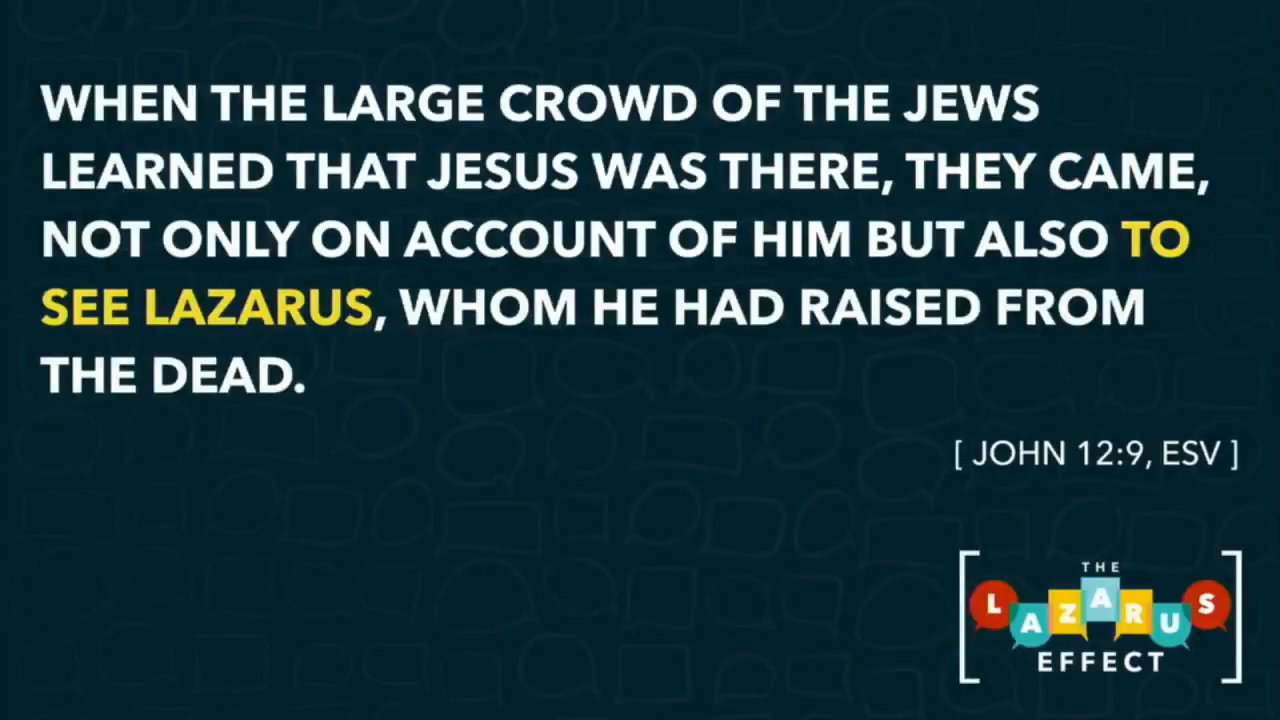 WHEN THE LARGE CROWD OF THE JEWS
LEARNED THAT JESUS WAS THERE, THEY CAME,
NOT ONLY ON ACCOUNT OF HIM BUT ALSO TO
SEE LAZARUS, WHOM HE HAD RAISED FROM
THE DEAD.
[ JOHN 12:9, ESV ]
THE
LAZARUS
EFFECT